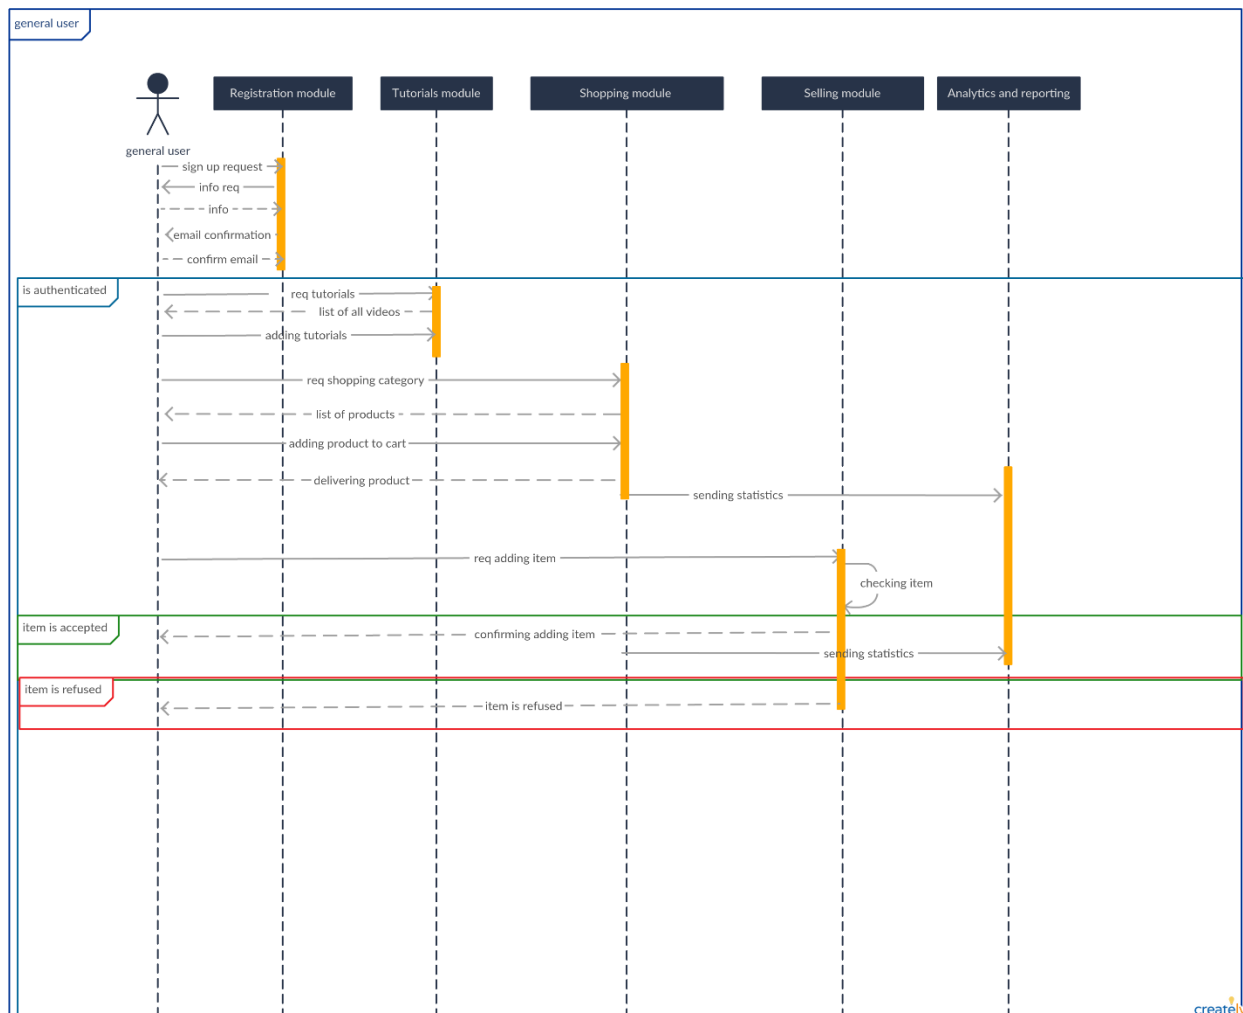 general user
Registration module
Tutorials module
Shopping module
Selling module
Analytics and reporting
general user
sign up request
info req
info
email confirmation
confirm email
is authenticated
req tutorials
list of all videos
adding tutorials
req shopping category
list of products
adding product to cart
delivering product
sending statistics
req adding item
checking item
item is accepted
confirming adding item
sending statistics
item is refused
item is refused
creately